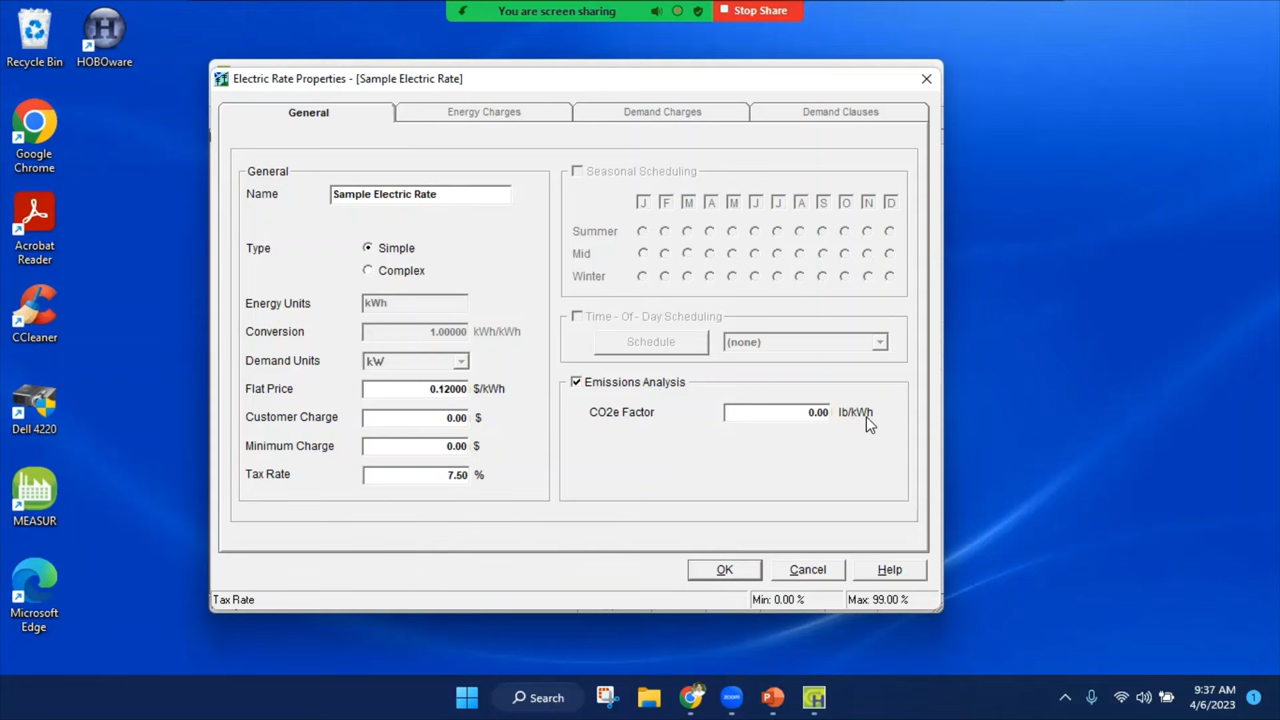 You are screen sharing
Stop Share
Recycle Bin
HOBOware
Google
Chrome
Acrobat
Reader
CCleaner
Dell 4220
MEASUR
Microsoft
Edge
Electric Rate Properties - [Sample Electric Rate]
General
Energy Charges
Demand Charges
Demand Clauses
General
Name
Sample Electric Rate
Type
Simple
Complex
Energy Units
kWh
Conversion
1.00000 kWh/kWh
Demand Units
kW
Flat Price
0.12000 $/kWh
Customer Charge
0.00 $
Minimum Charge
0.00 $
Tax Rate
7.50 %
Seasonal Scheduling
J F M A M J J A S O N D
Summer
Mid
Winter
Time - Of - Day Scheduling
Schedule
(none)
Emissions Analysis
CO2e Factor
0.00 lb/kWh
OK
Cancel
Help
Tax Rate
Min: 0.00 %
Max: 99.00 %
Search
zoom
9:37 AM
4/6/2023
1